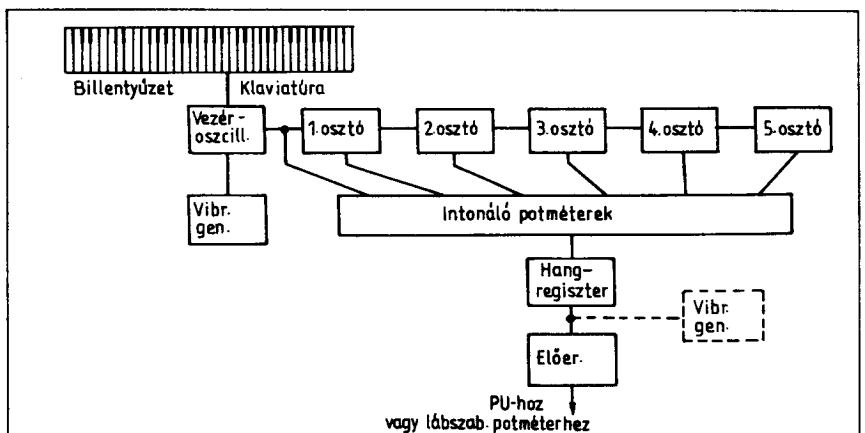 Billentyűzet Klaviatúra
Vezér-
oszcill.
1.osztó
2.osztó
3.osztó
4.osztó
5.osztó
Vibr.
gen.
Intonáló potméterek
Hang-
regiszter
Vibr.
gen.
Előer.
PU-hoz
vagy lábszab. potméterhez